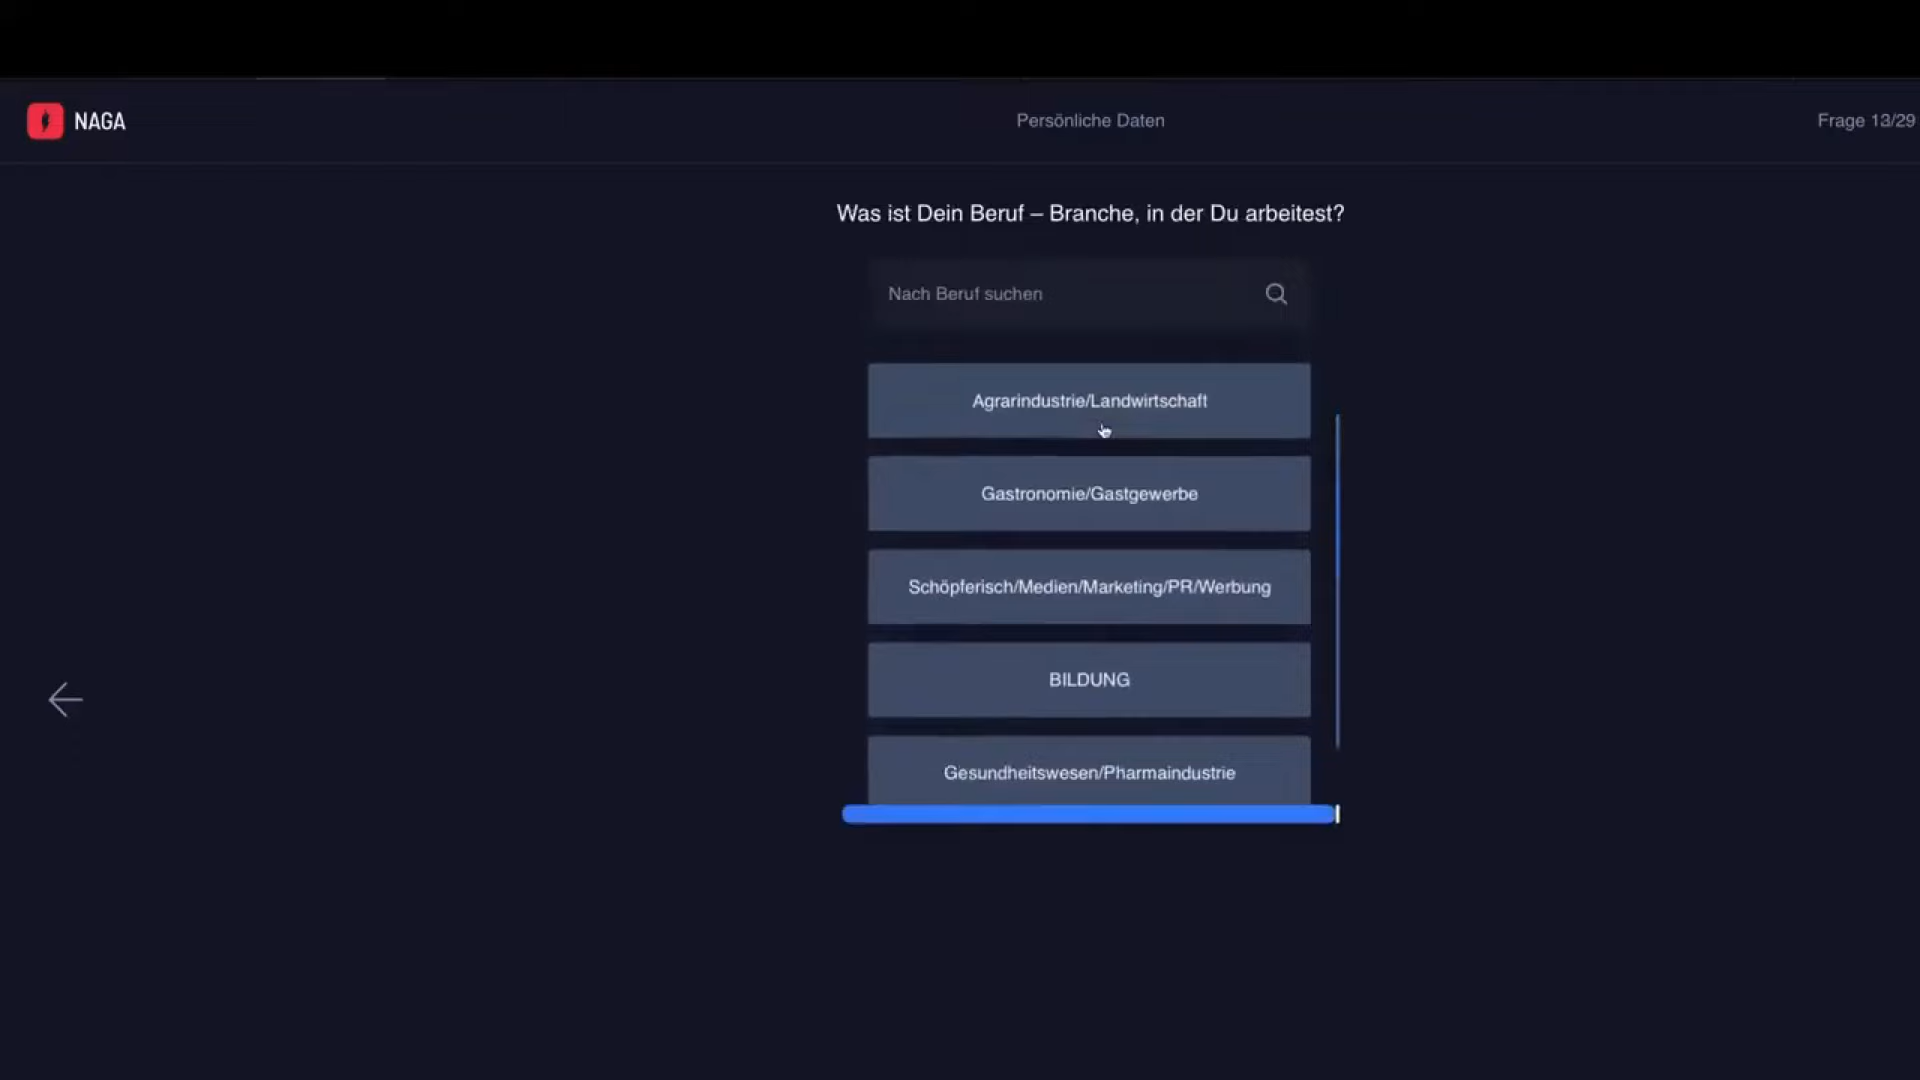 NAGA
Persönliche Daten
Frage 13/29
Was ist Dein Beruf – Branche, in der Du arbeitest?
Nach Beruf suchen
Agrarindustrie/Landwirtschaft
Gastronomie/Gastgewerbe
Schöpferisch/Medien/Marketing/PR/Werbung
BILDUNG
Gesundheitswesen/Pharmaindustrie